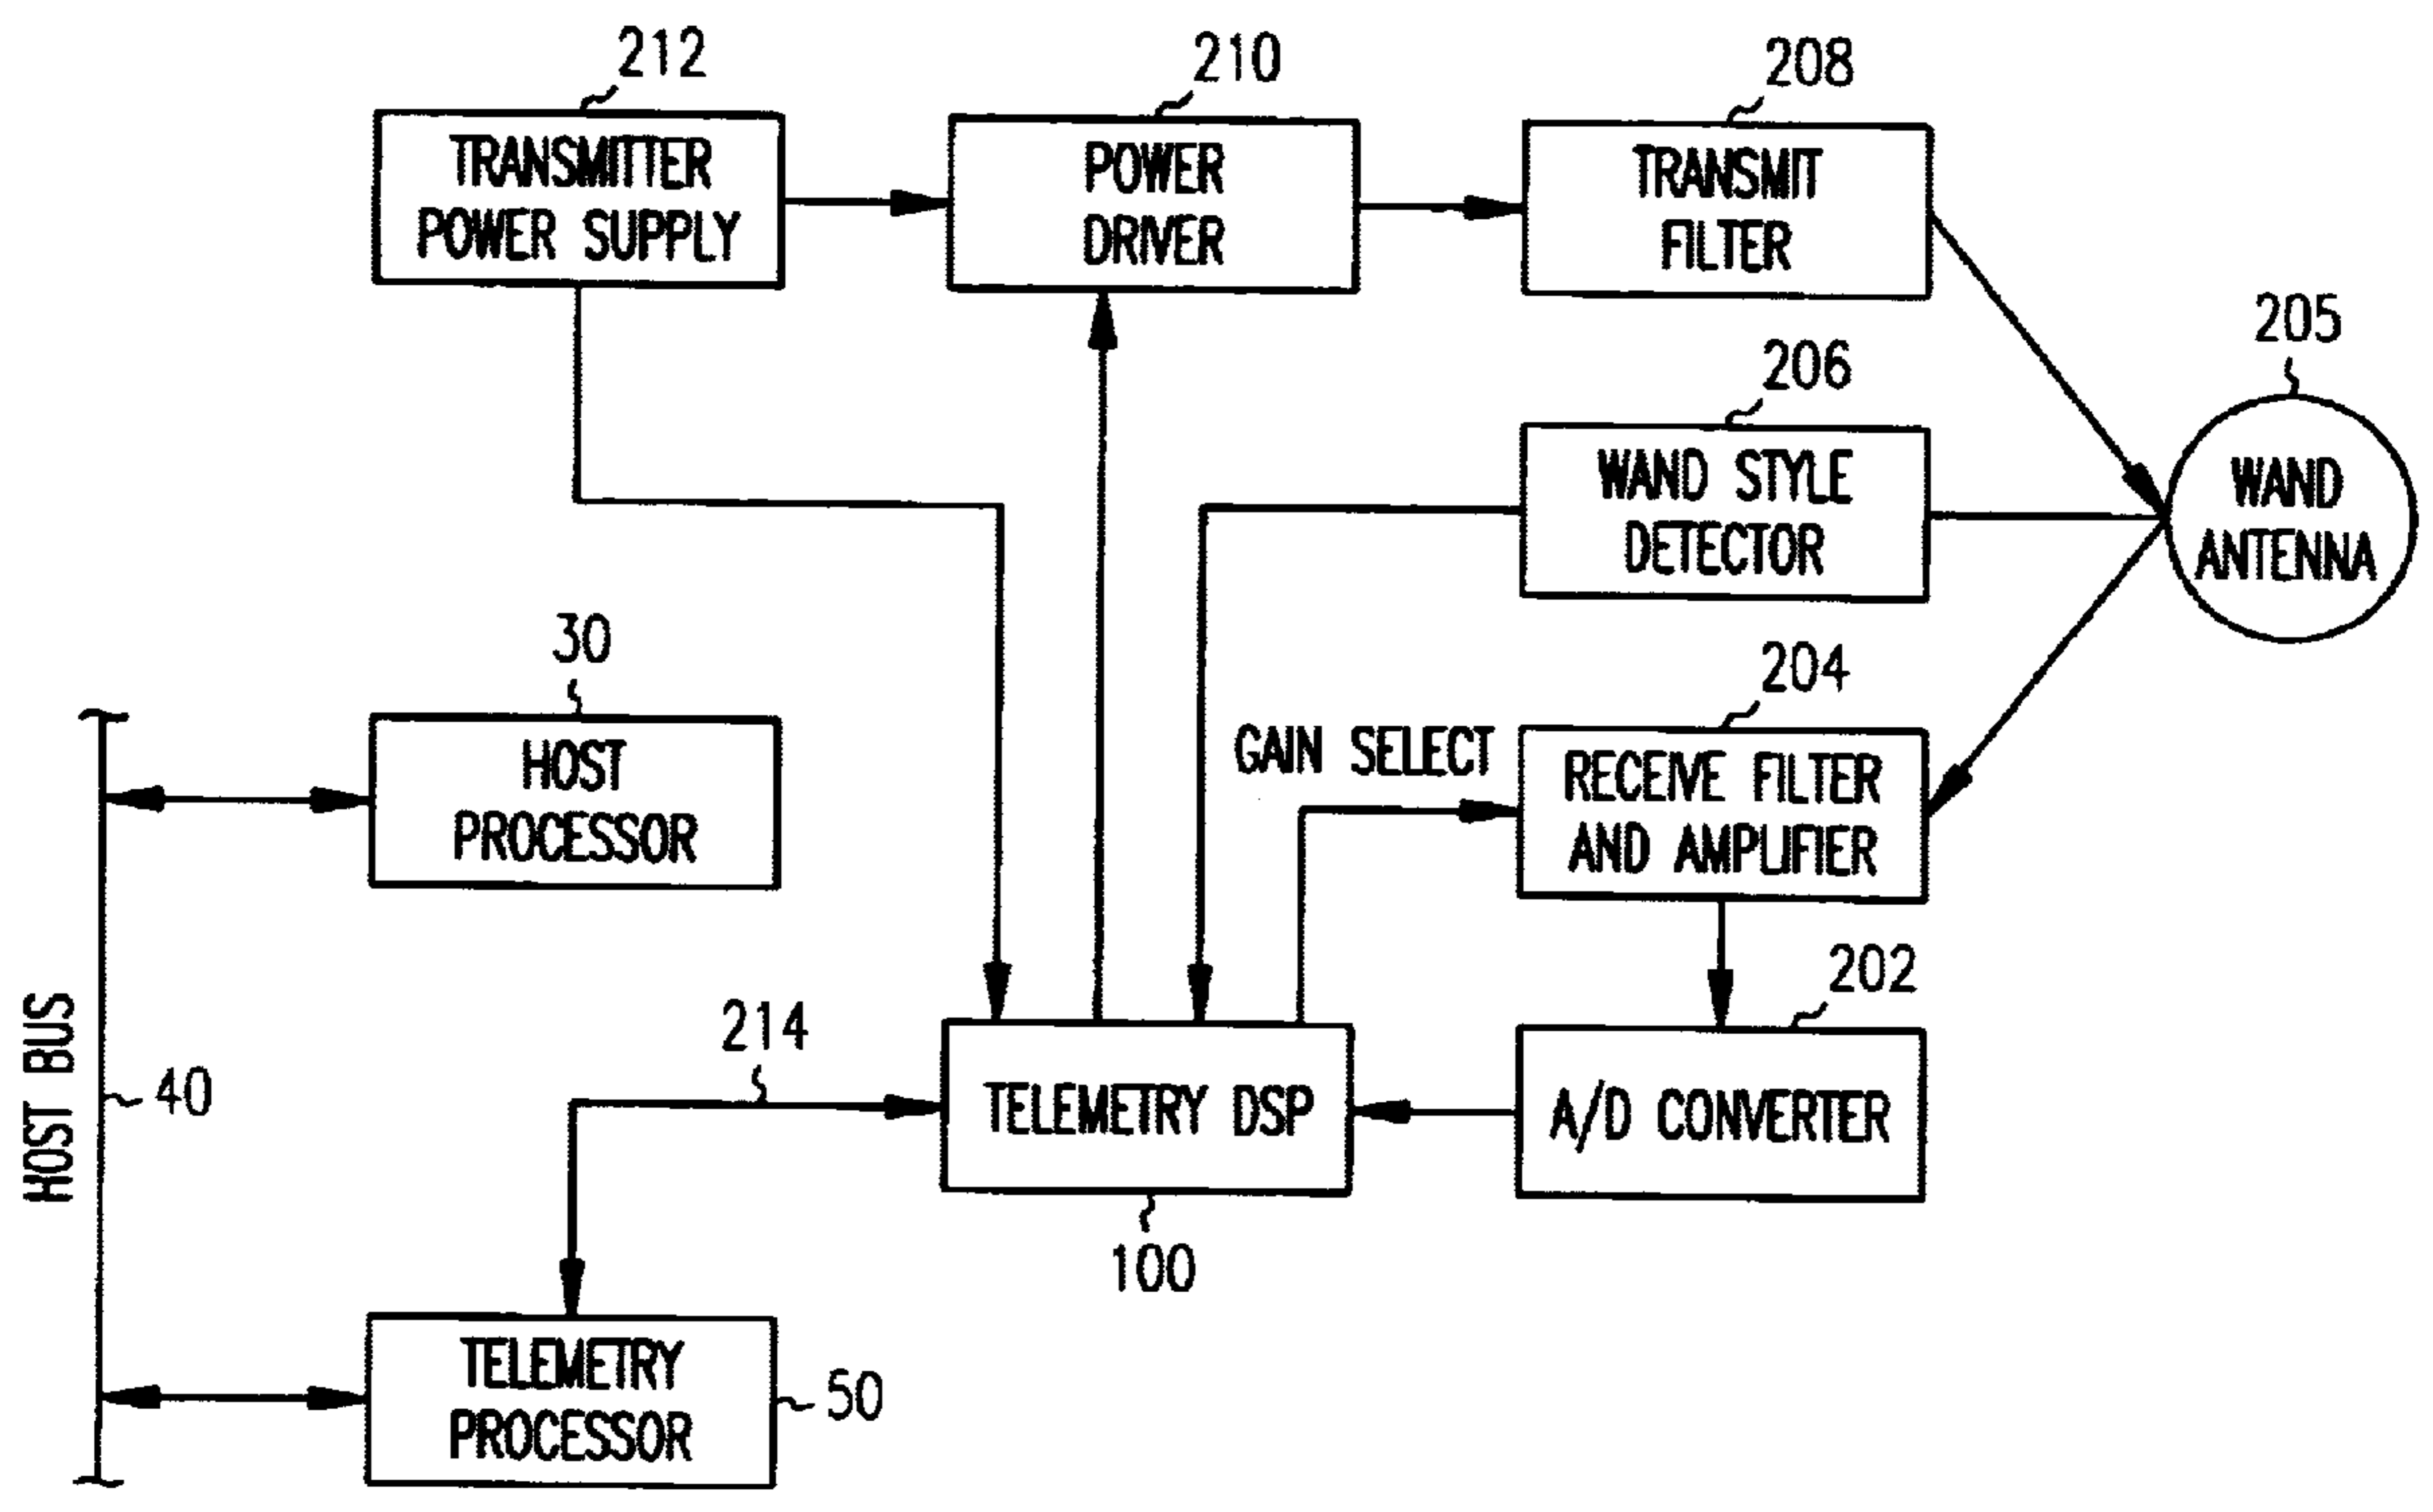 212
210
208
TRANSMITTER
POWER SUPPLY
POWER
DRIVER
TRANSMIT
FILTER
205
206
WAND STYLE
DETECTOR
WAND
ANTENNA
30
204
HOST
PROCESSOR
GAIN SELECT
RECEIVE FILTER
AND AMPLIFIER
202
HOST BUS
40
214
TELEMETRY DSP
A/D CONVERTER
100
TELEMETRY
PROCESSOR
50